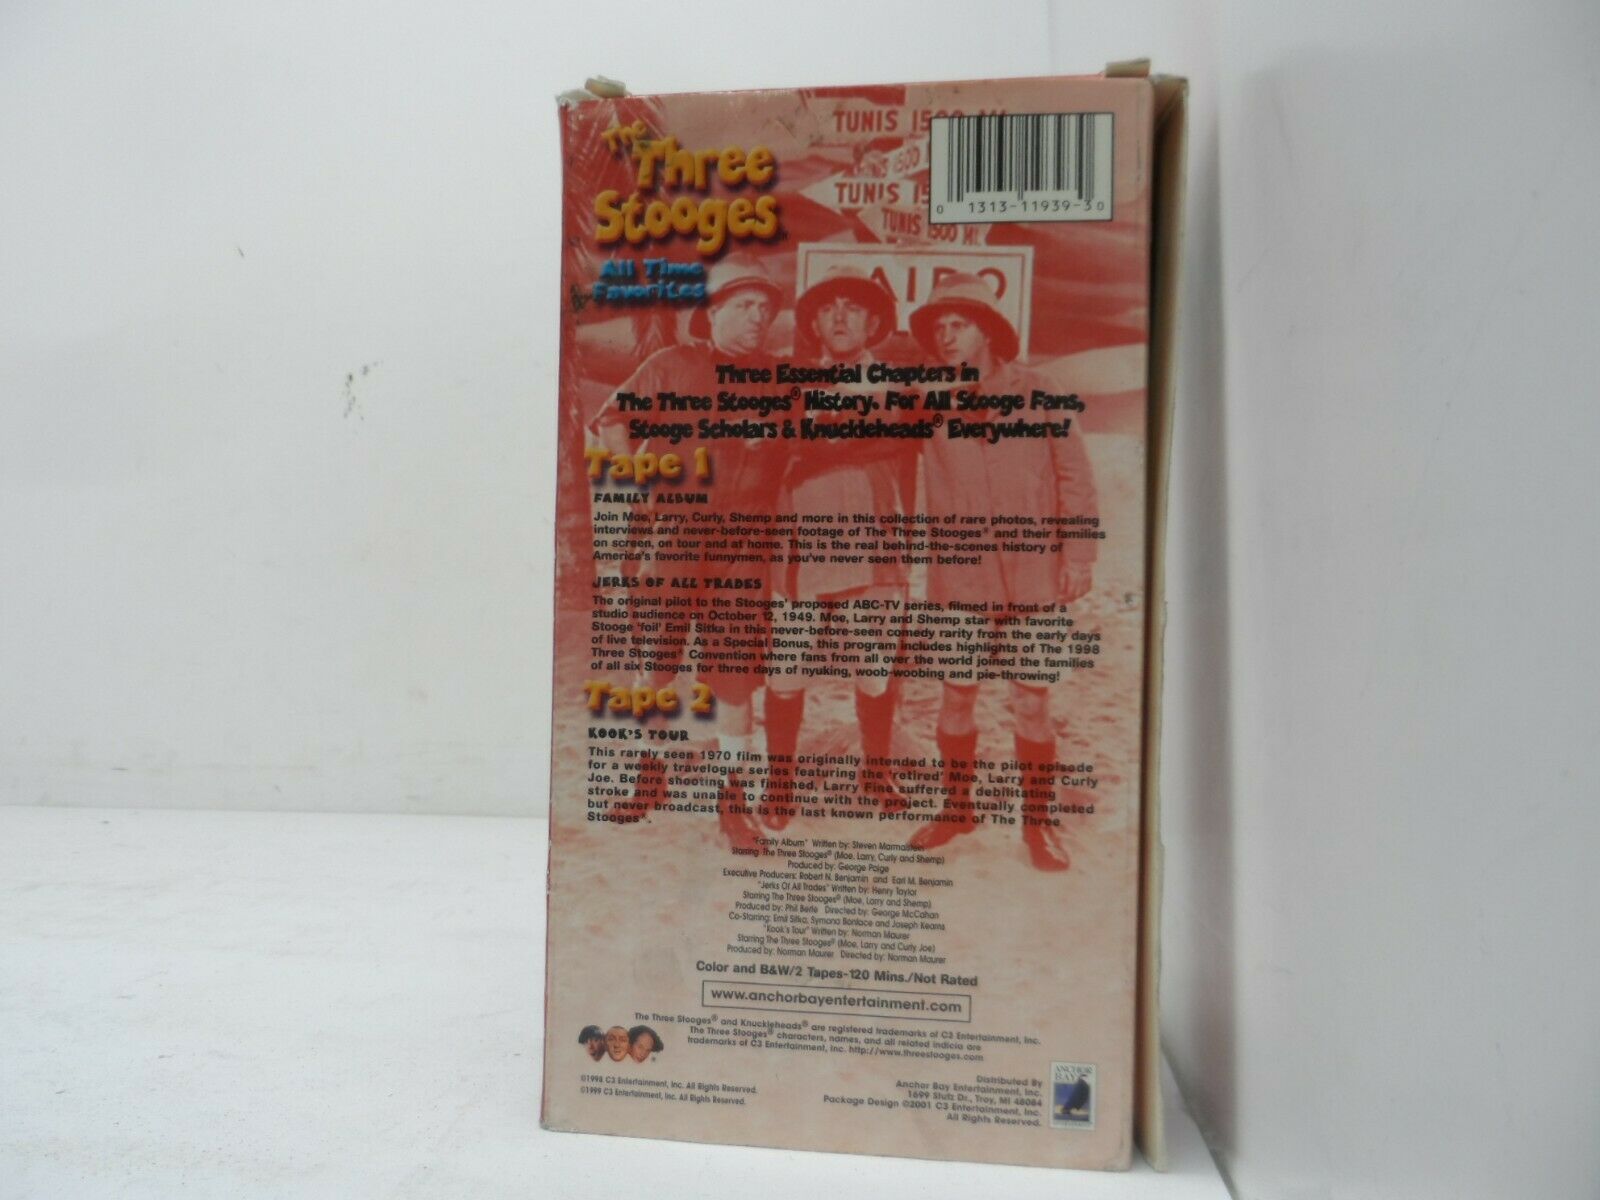 The
Three
Stooges
All Time
Favorites
TUNIS 1500 MI.
1500
TUNIS 15
TUNIS 1500 MI.
CAIRO
0 1313-11939-3 0
Three Essential Chapters in
The Three Stooges® History. For All Stooge Fans,
Stooge Scholars & Knuckleheads® Everywhere!
Tape 1
FAMILY ALBUM
Join Moe, Larry, Curly, Shemp and more in this collection of rare photos, revealing
interviews and never-before-seen footage of The Three Stooges® and their families
on screen, on tour and at home. This is the real behind-the-scenes history of
America's favorite funnymen, as you've never seen them before!
JERKS OF ALL TRADES
The original pilot to the Stooges' proposed ABC-TV series, filmed in front of a
studio audience on October 12, 1949. Moe, Larry and Shemp star with favorite
Stooge 'foil' Emil Sitka in this never-before-seen comedy rarity from the early days
of live television. As a Special Bonus, this program includes highlights of The 1998
Three Stooges® Convention where fans from all over the world joined the families
of all six Stooges for three days of nyuking, woob-woobing and pie-throwing!
Tape 2
KOOK'S TOUR
This rarely seen 1970 film was originally intended to be the pilot episode
for a weekly travelogue series featuring the 'retired' Moe, Larry and Curly
Joe. Before shooting was finished, Larry Fine suffered a debilitating
stroke and was unable to continue with the project. Eventually completed
but never broadcast, this is the last known performance of The Three
Stooges®.
"Family Album" Written by: Steven Marmalstein
Starring The Three Stooges® (Moe, Larry, Curly and Shemp)
Produced by: George Paige
Executive Producers: Robert N. Benjamin and Earl M. Benjamin
"Jerks Of All Trades" Written by: Henry Taylor
Starring The Three Stooges® (Moe, Larry and Shemp)
Produced by: Phil Berle Directed by: George McCahan
Co-Starring: Emil Sitka, Symona Boniface and Joseph Kearns
"Kook's Tour" Written by: Norman Maurer
Starring The Three Stooges® (Moe, Larry and Curly Joe)
Produced by: Norman Maurer Directed by: Norman Maurer
Color and B&W/2 Tapes-120 Mins./Not Rated
www.anchorbayentertainment.com
The Three Stooges® and Knuckleheads® are registered trademarks of C3 Entertainment, Inc.
The Three Stooges® characters, names, and all related indicia are
trademarks of C3 Entertainment, Inc. http://www.threestooges.com
©1998 C3 Entertainment, Inc. All Rights Reserved.
©1999 C3 Entertainment, Inc. All Rights Reserved.
Distributed By
Anchor Bay Entertainment, Inc.
1699 Stutz Dr., Troy, MI 48084
Package Design ©2001 C3 Entertainment, Inc.
All Rights Reserved.
ANCHOR
BAY